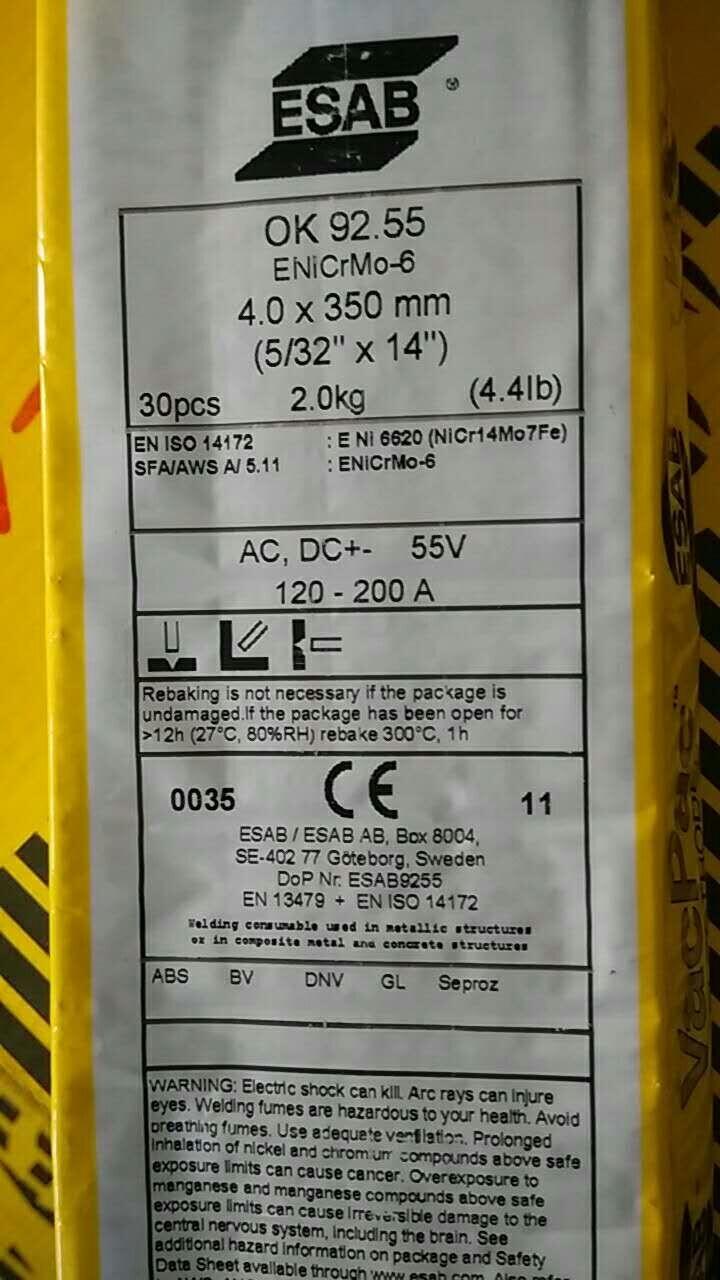 ESAB ®
OK 92.55
ENiCrMo-6
4.0 x 350 mm
(5/32" x 14")
30pcs 2.0kg (4.4lb)
EN ISO 14172 : E Ni 6620 (NiCr14Mo7Fe)
SFA/AWS A/ 5.11 : ENiCrMo-6
AC, DC+- 55V
120 - 200 A
Rebaking is not necessary if the package is
undamaged.If the package has been open for
>12h (27°C, 80%RH) rebake 300°C, 1h
0035 CE 11
ESAB / ESAB AB, Box 8004,
SE-402 77 Göteborg, Sweden
DoP Nr. ESAB9255
EN 13479 + EN ISO 14172
Welding consumable used in metallic structures
or in composite metal and concrete structures
ABS BV DNV GL Seproz
WARNING: Electric shock can kill. Arc rays can injure
eyes. Welding fumes are hazardous to your health. Avoid
breathing fumes. Use adequate ventilation. Prolonged
inhalation of nickel and chromium compounds above safe
exposure limits can cause cancer. Overexposure to
manganese and manganese compounds above safe
exposure limits can cause irreversible damage to the
central nervous system, including the brain. See
additional hazard information on package and Safety
Data Sheet available through www.esab.com. Also
ESAB
VacPac™